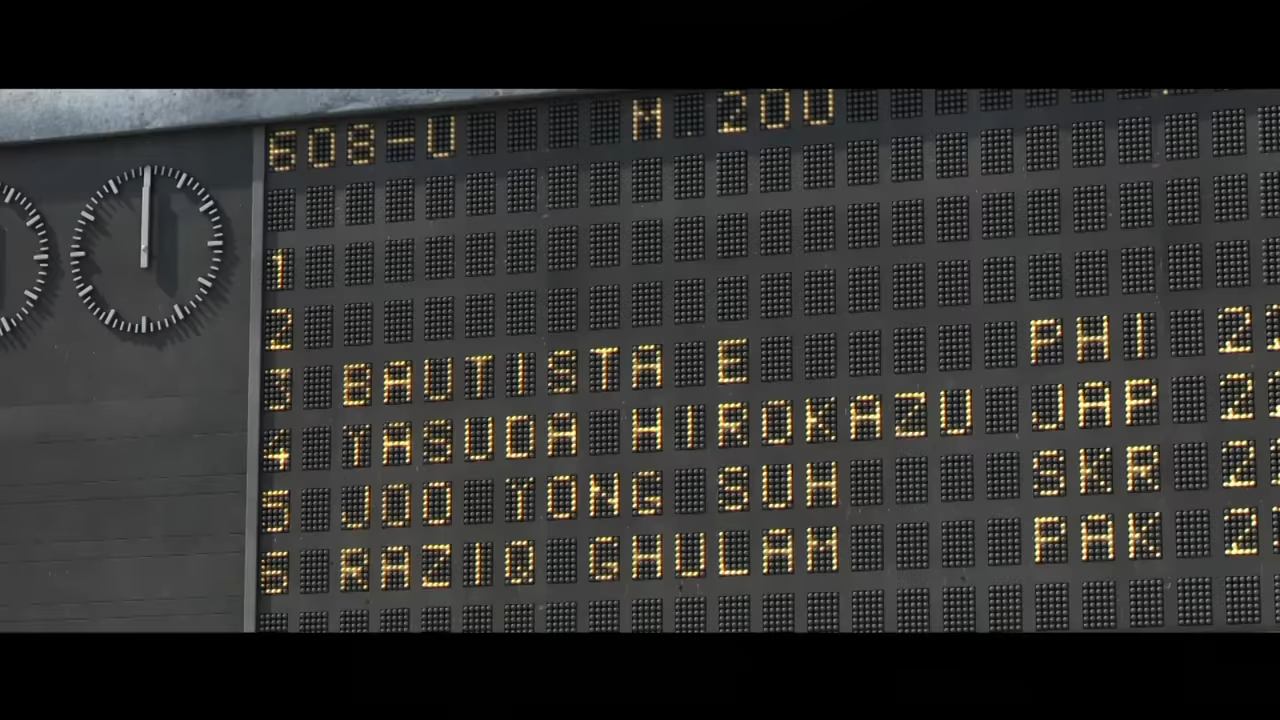 608-U M 200
1
2
3 BAUTISTA E PHI
4 TASUDA HIROKAZU JAP
5 JOO TONG SUH SKR
6 RAZIQ GHULAM PAK